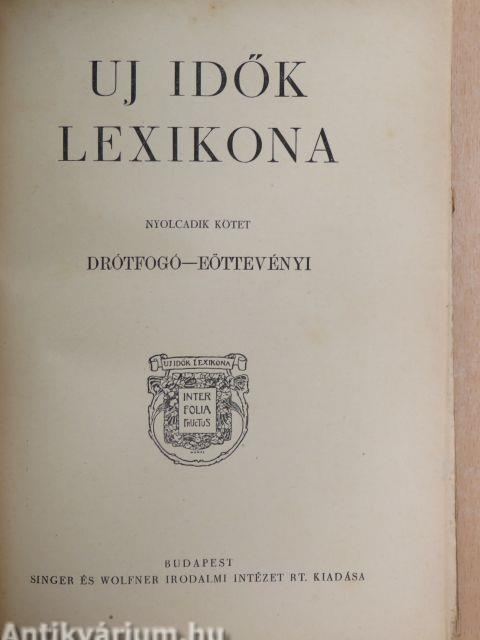 UJ IDŐK
LEXIKONA
NYOLCADIK KÖTET
DRÓTFOGÓ—EÖTTEVÉNYI
UJ IDŐK LEXIKONA
INTER
FOLIA
FRUCTUS
BUDAPEST
SINGER ÉS WOLFNER IRODALMI INTÉZET RT. KIADÁSA
Antikvárium.hu